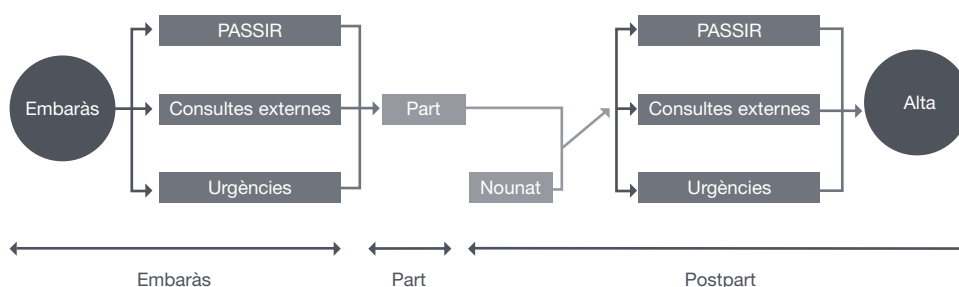 PASSIR
PASSIR
Embaràs
Consultes externes
Part
Consultes externes
Alta
Urgències
Nounat
Urgències
Embaràs
Part
Postpart